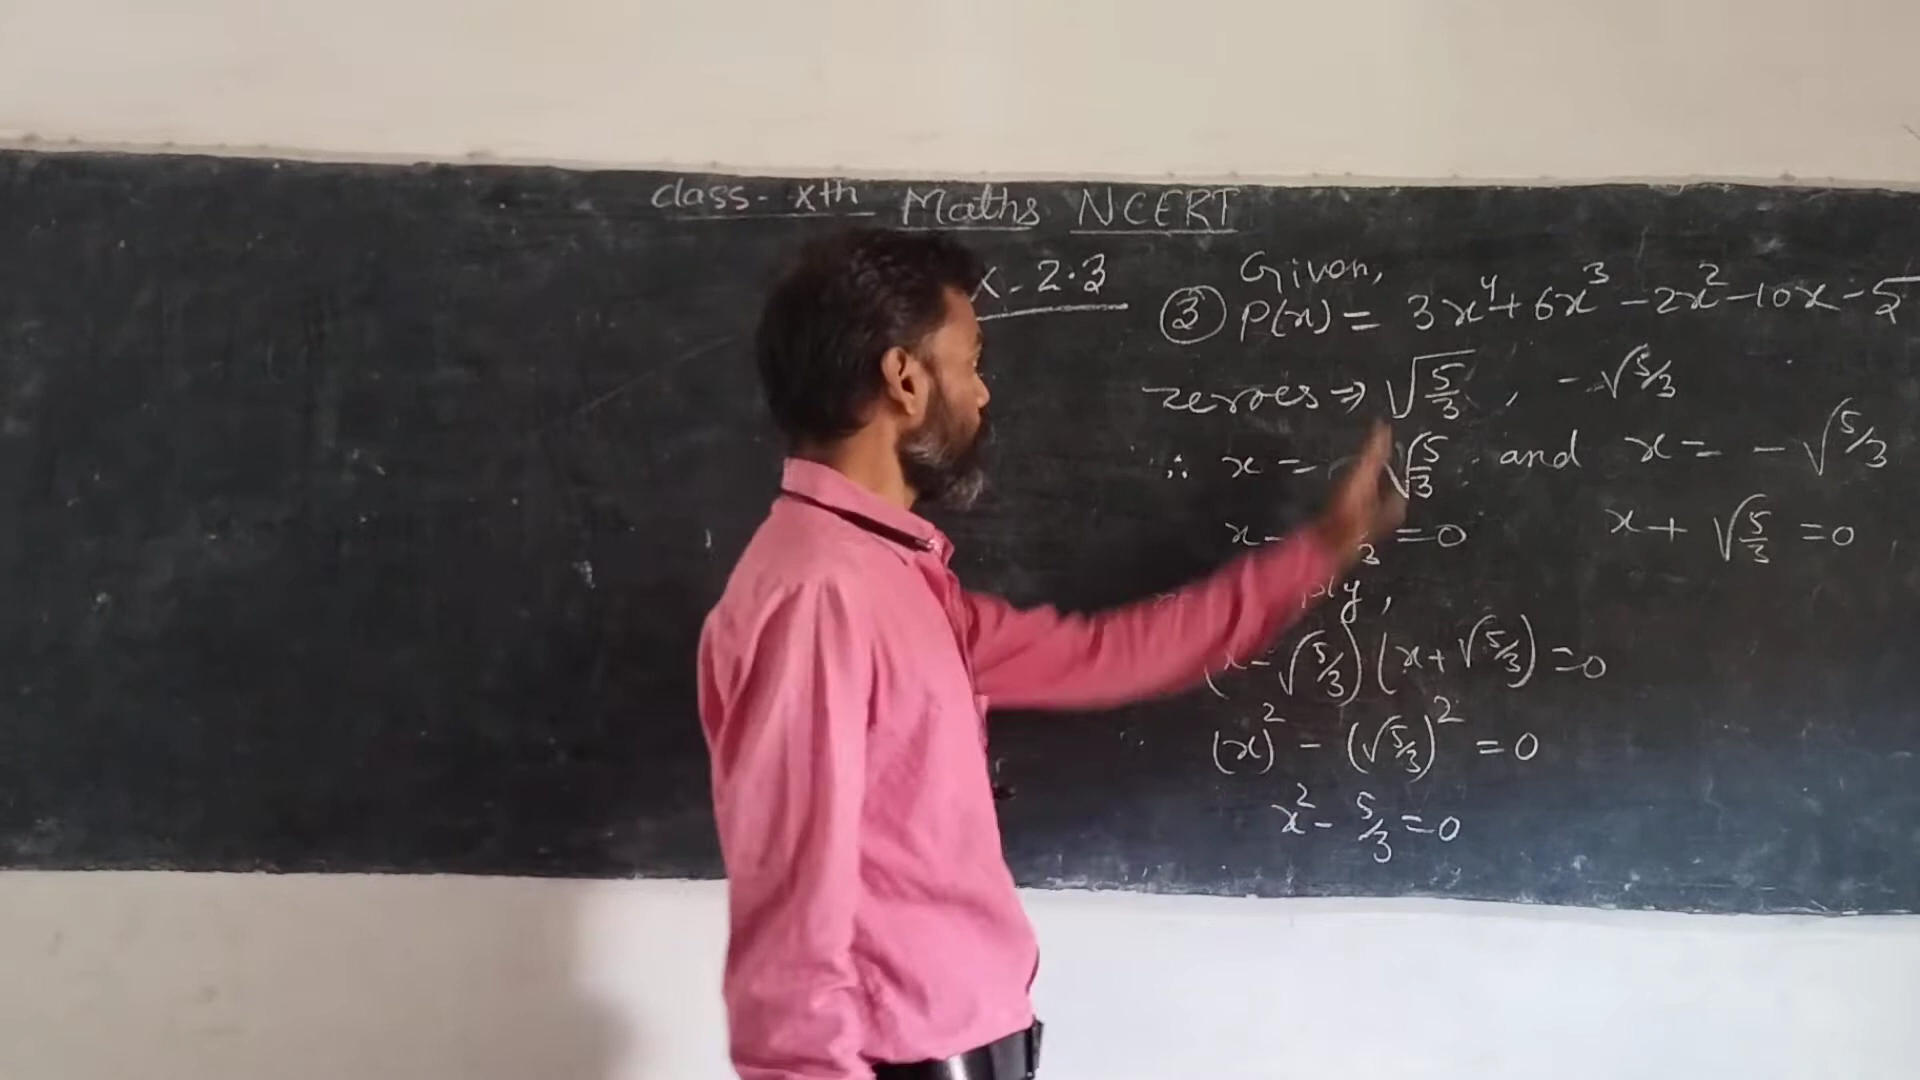 class- xth Maths NCERT
x-2.3
Given,
③ P(x) = 3x⁴+6x³-2x²-10x-5
zeroes ⇒ √5/3 , -√5/3
∴ x = √5/3 and x = -√5/3
x- 3 =0 x+√5/3 =0
ply,
(x-√5/3)(x+√5/3)=0
(x)² - (√5/3)² =0
x²-5/3=0